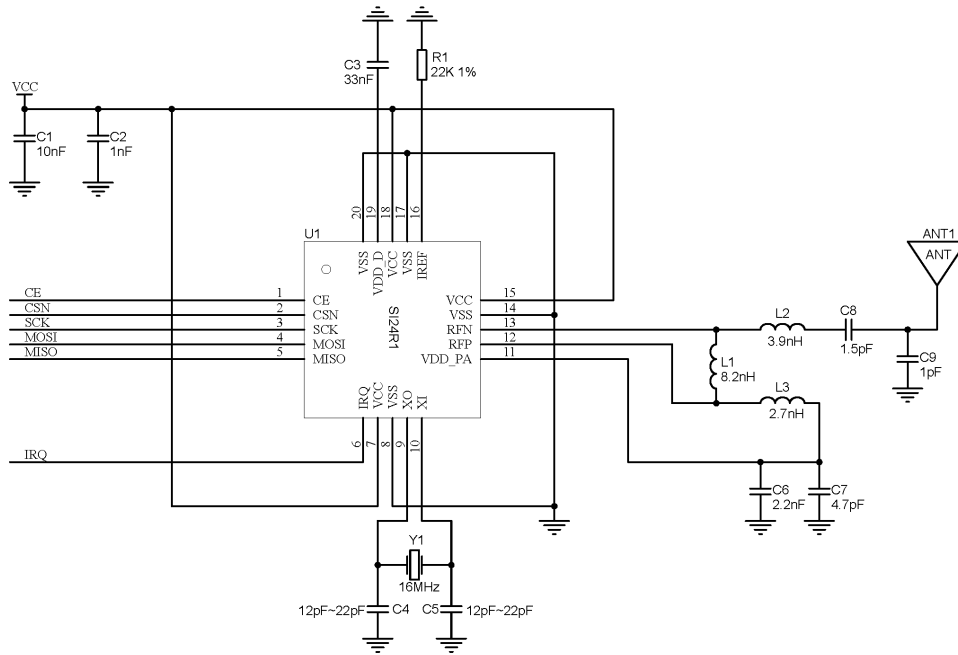 C3
33nF
R1
22K 1%
VCC
C1
10nF
C2
1nF
20
19
18
17
16
U1
VSS
VDD_D
VCC
VSS
IREF
ANT1
ANT
CE
1
CE
VCC
15
CSN
2
CSN
VSS
14
SCK
3
SCK
RFN
13
MOSI
4
MOSI
RFP
12
MISO
5
MISO
VDD_PA
11
SI24R1
L2
3.9nH
C8
1.5pF
C9
1pF
L1
8.2nH
L3
2.7nH
IRQ
VCC
VSS
XO
XI
6
7
8
9
10
IRQ
C6
2.2nF
C7
4.7pF
Y1
16MHz
12pF~22pF
C4
C5
12pF~22pF